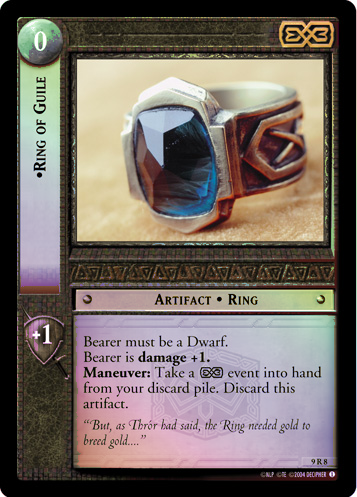 0
•Ring of Guile
Artifact • Ring
+1
Bearer must be a Dwarf.
Bearer is damage +1.
Maneuver: Take a event into hand
from your discard pile. Discard this
artifact.
"But, as Thrór had said, the Ring needed gold to
breed gold...."
9 R 8
©NLP ©TE ©2004 DECIPHER